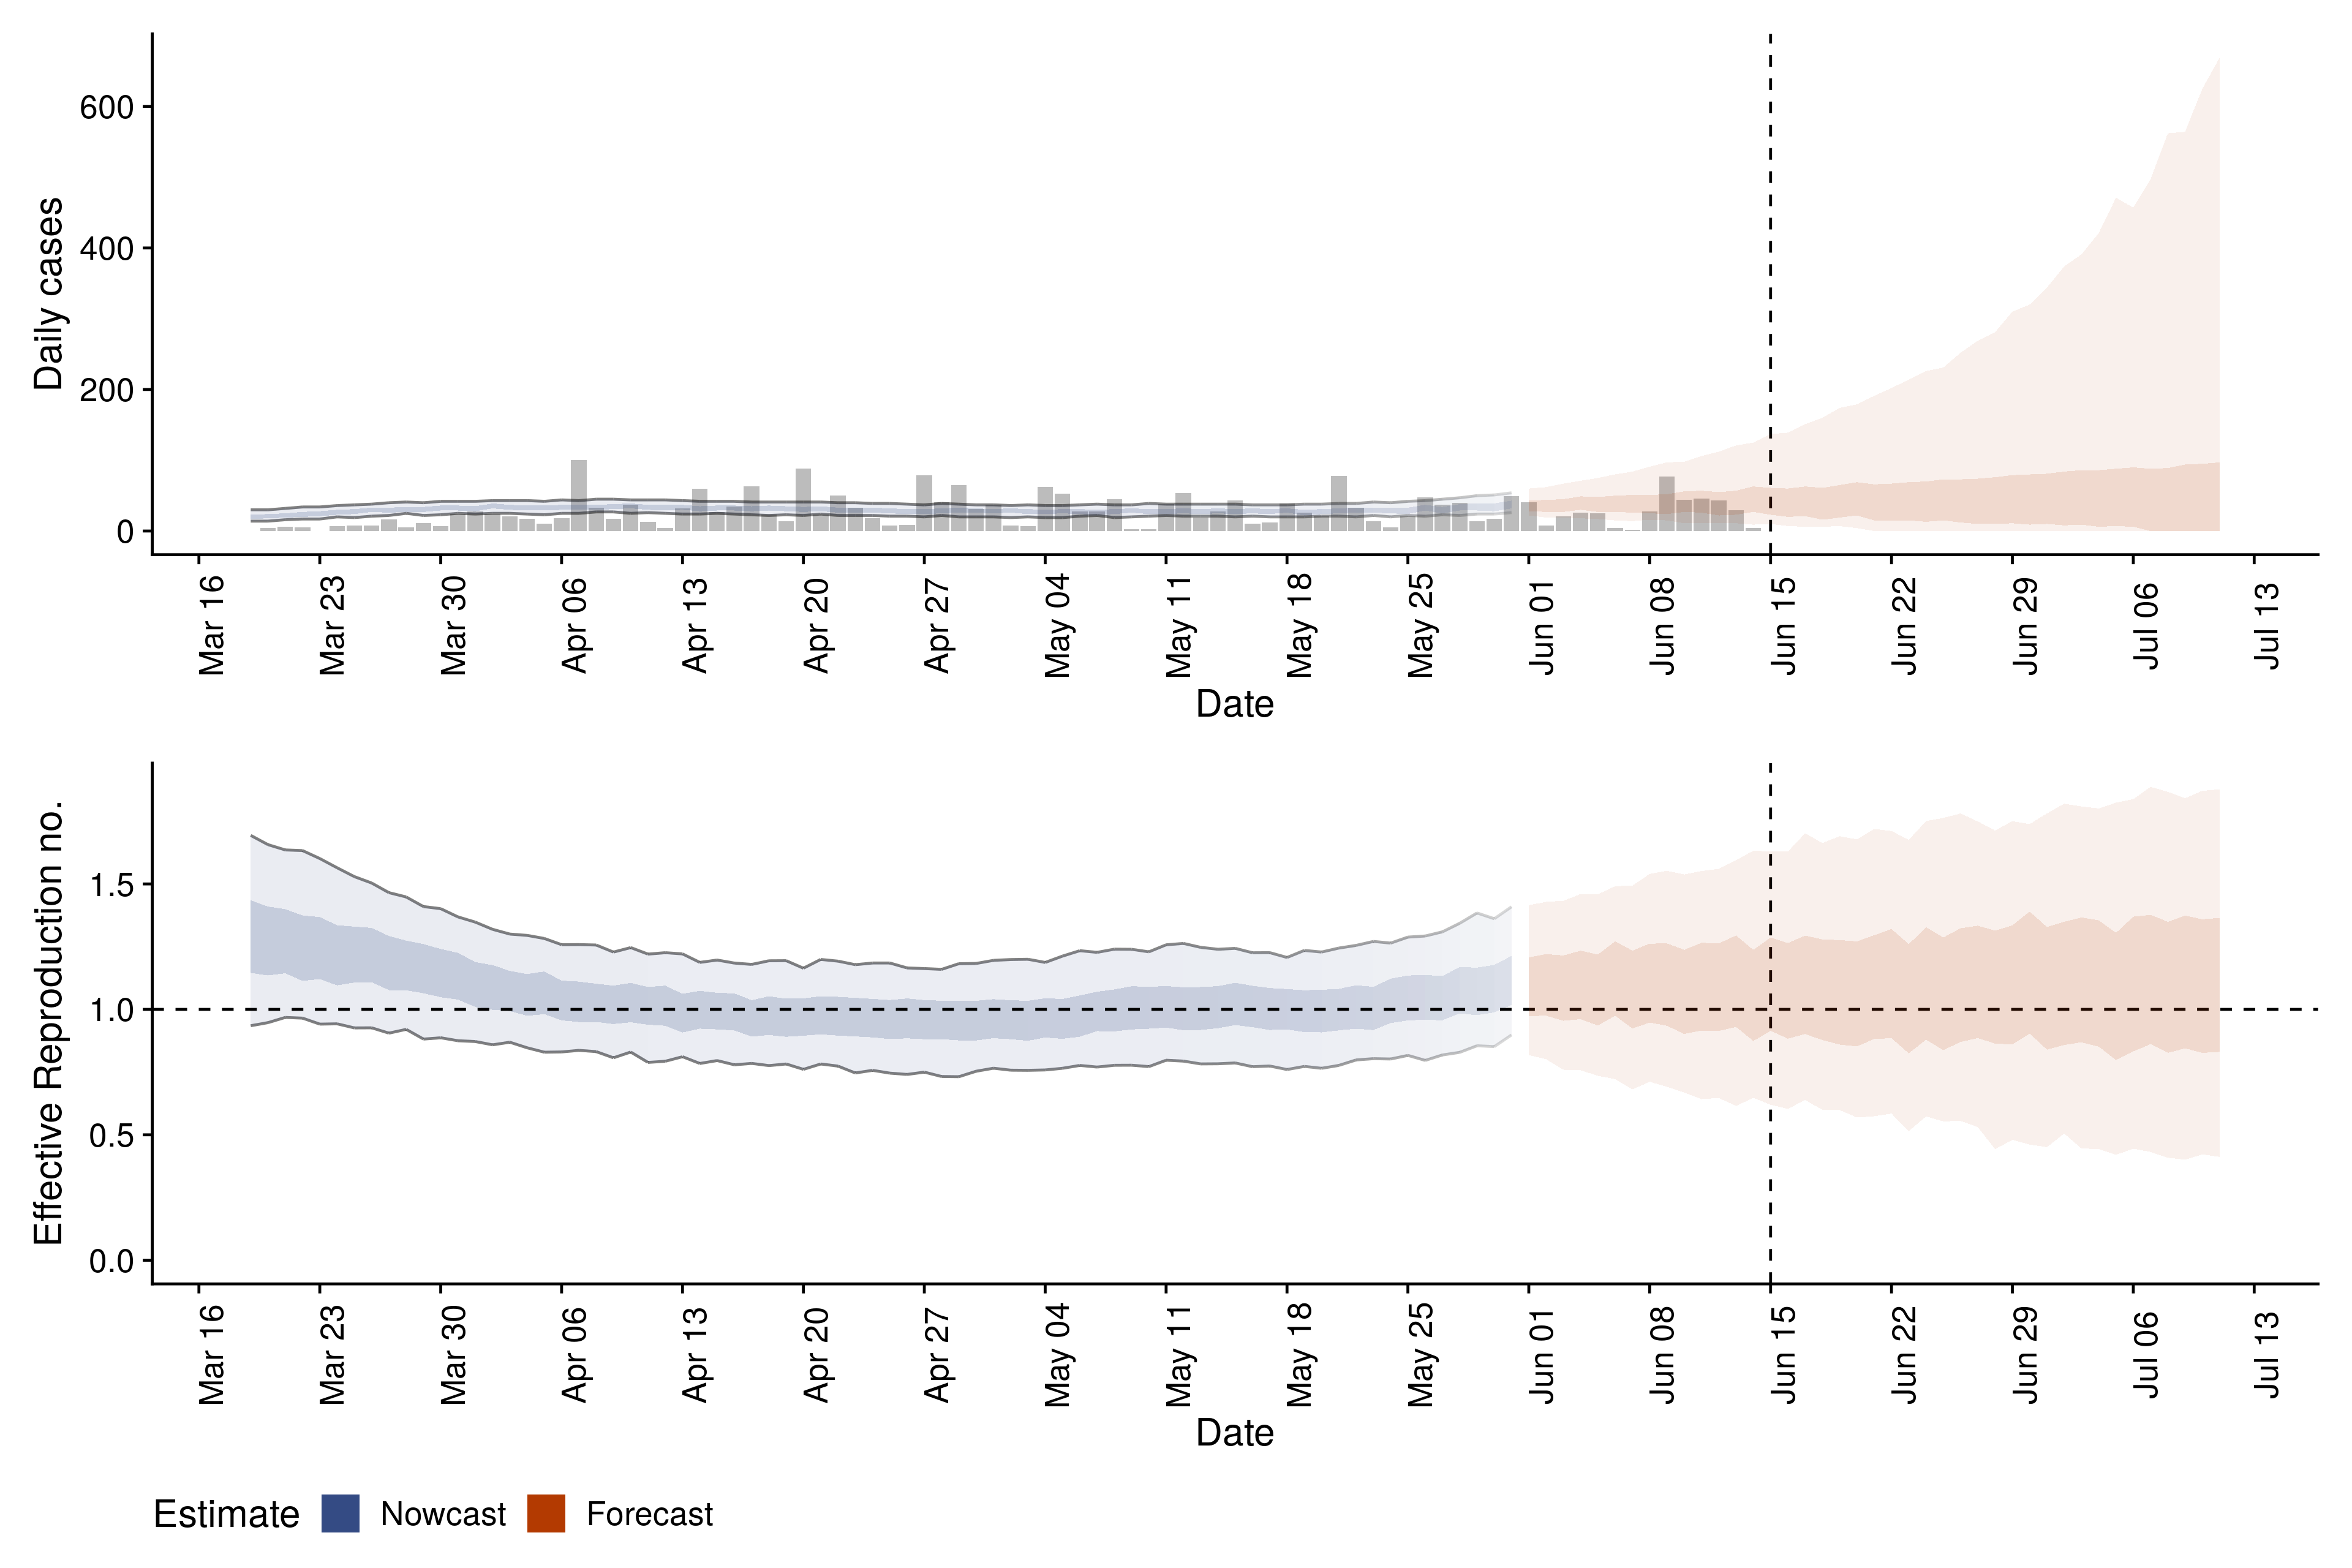 Daily cases
600
400
200
0
Mar 16
Mar 23
Mar 30
Apr 06
Apr 13
Apr 20
Apr 27
May 04
May 11
May 18
May 25
Jun 01
Jun 08
Jun 15
Jun 22
Jun 29
Jul 06
Jul 13
Date
Effective Reproduction no.
1.5
1.0
0.5
0.0
Mar 16
Mar 23
Mar 30
Apr 06
Apr 13
Apr 20
Apr 27
May 04
May 11
May 18
May 25
Jun 01
Jun 08
Jun 15
Jun 22
Jun 29
Jul 06
Jul 13
Date
Estimate Nowcast Forecast